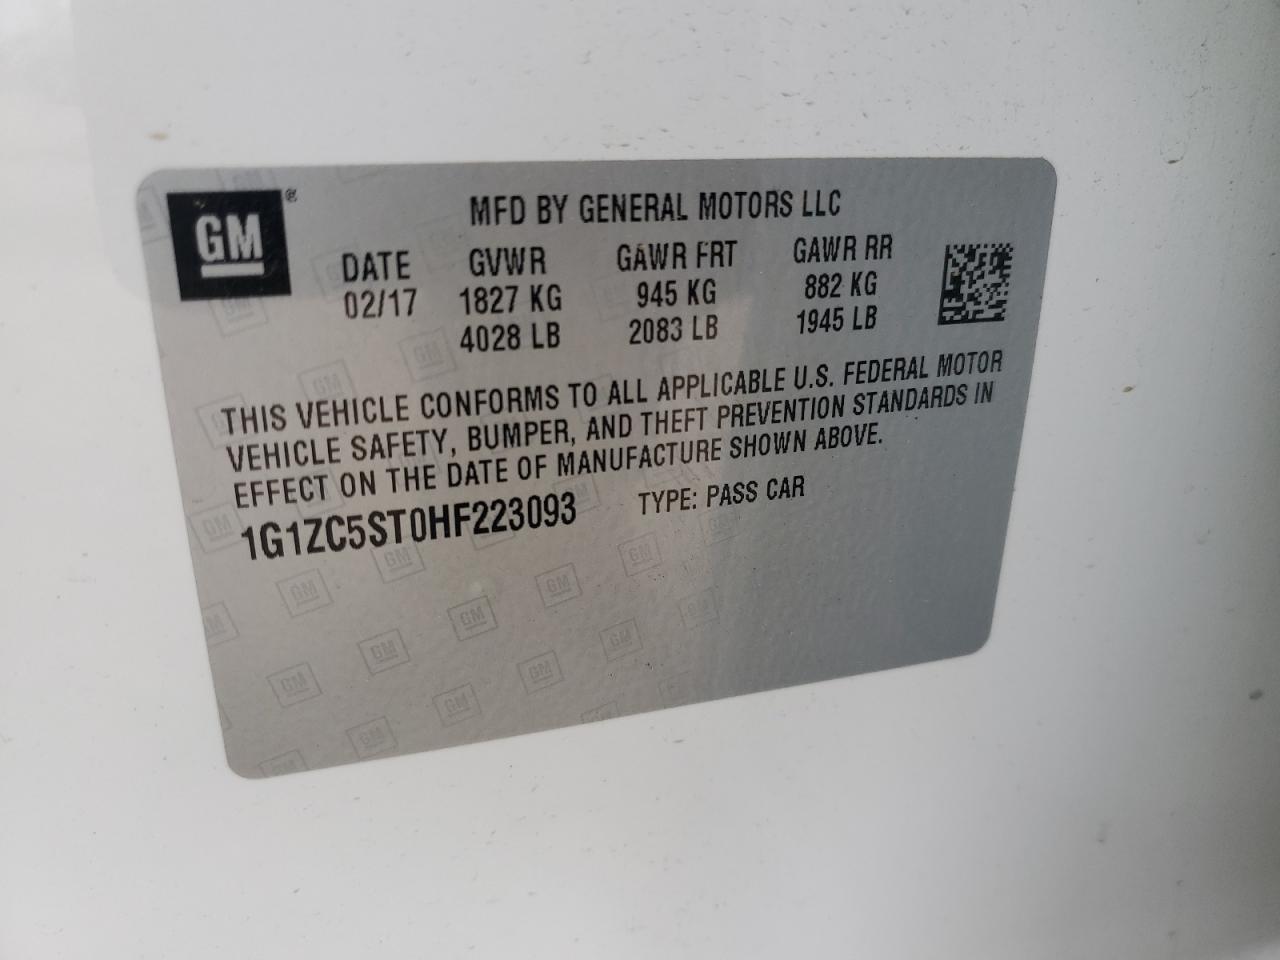 GM®
MFD BY GENERAL MOTORS LLC
DATE GVWR GAWR FRT GAWR RR
02/17 1827 KG 945 KG 882 KG
4028 LB 2083 LB 1945 LB
THIS VEHICLE CONFORMS TO ALL APPLICABLE U.S. FEDERAL MOTOR
VEHICLE SAFETY, BUMPER, AND THEFT PREVENTION STANDARDS IN
EFFECT ON THE DATE OF MANUFACTURE SHOWN ABOVE.
1G1ZC5ST0HF223093 TYPE: PASS CAR